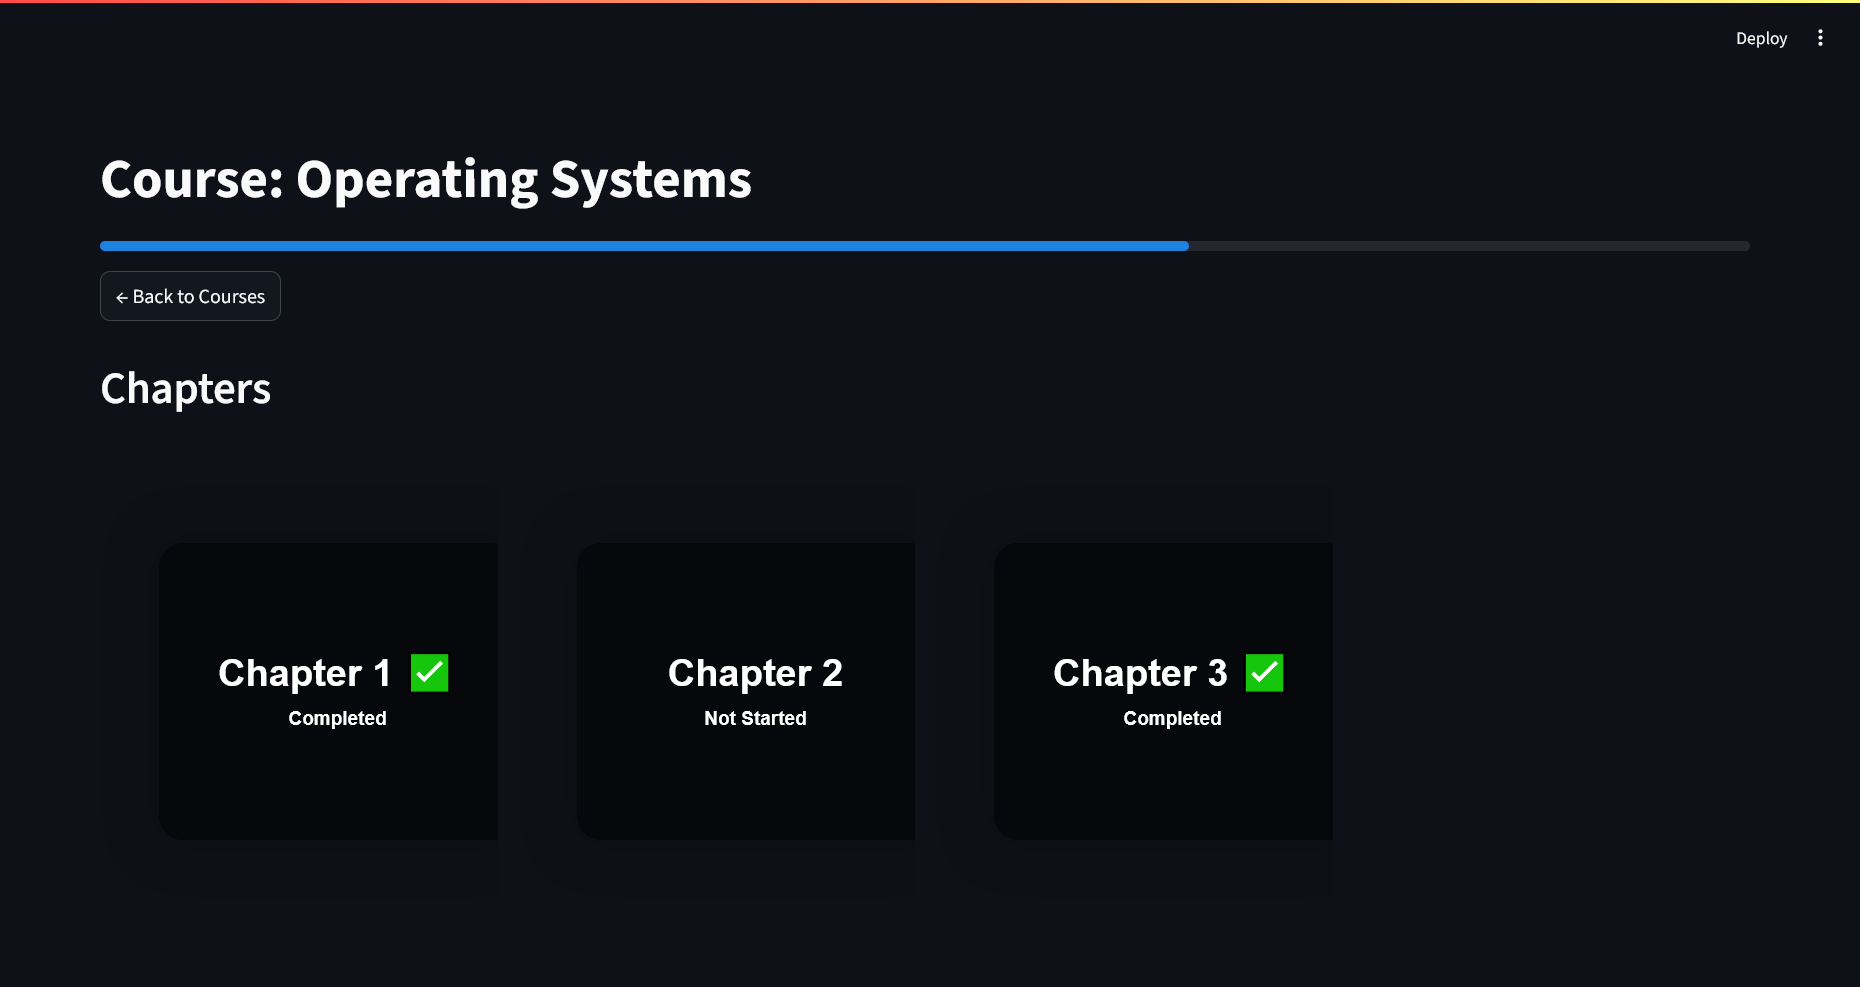 Deploy
Course: Operating Systems
← Back to Courses
Chapters
Chapter 1 ✅
Completed
Chapter 2
Not Started
Chapter 3 ✅
Completed